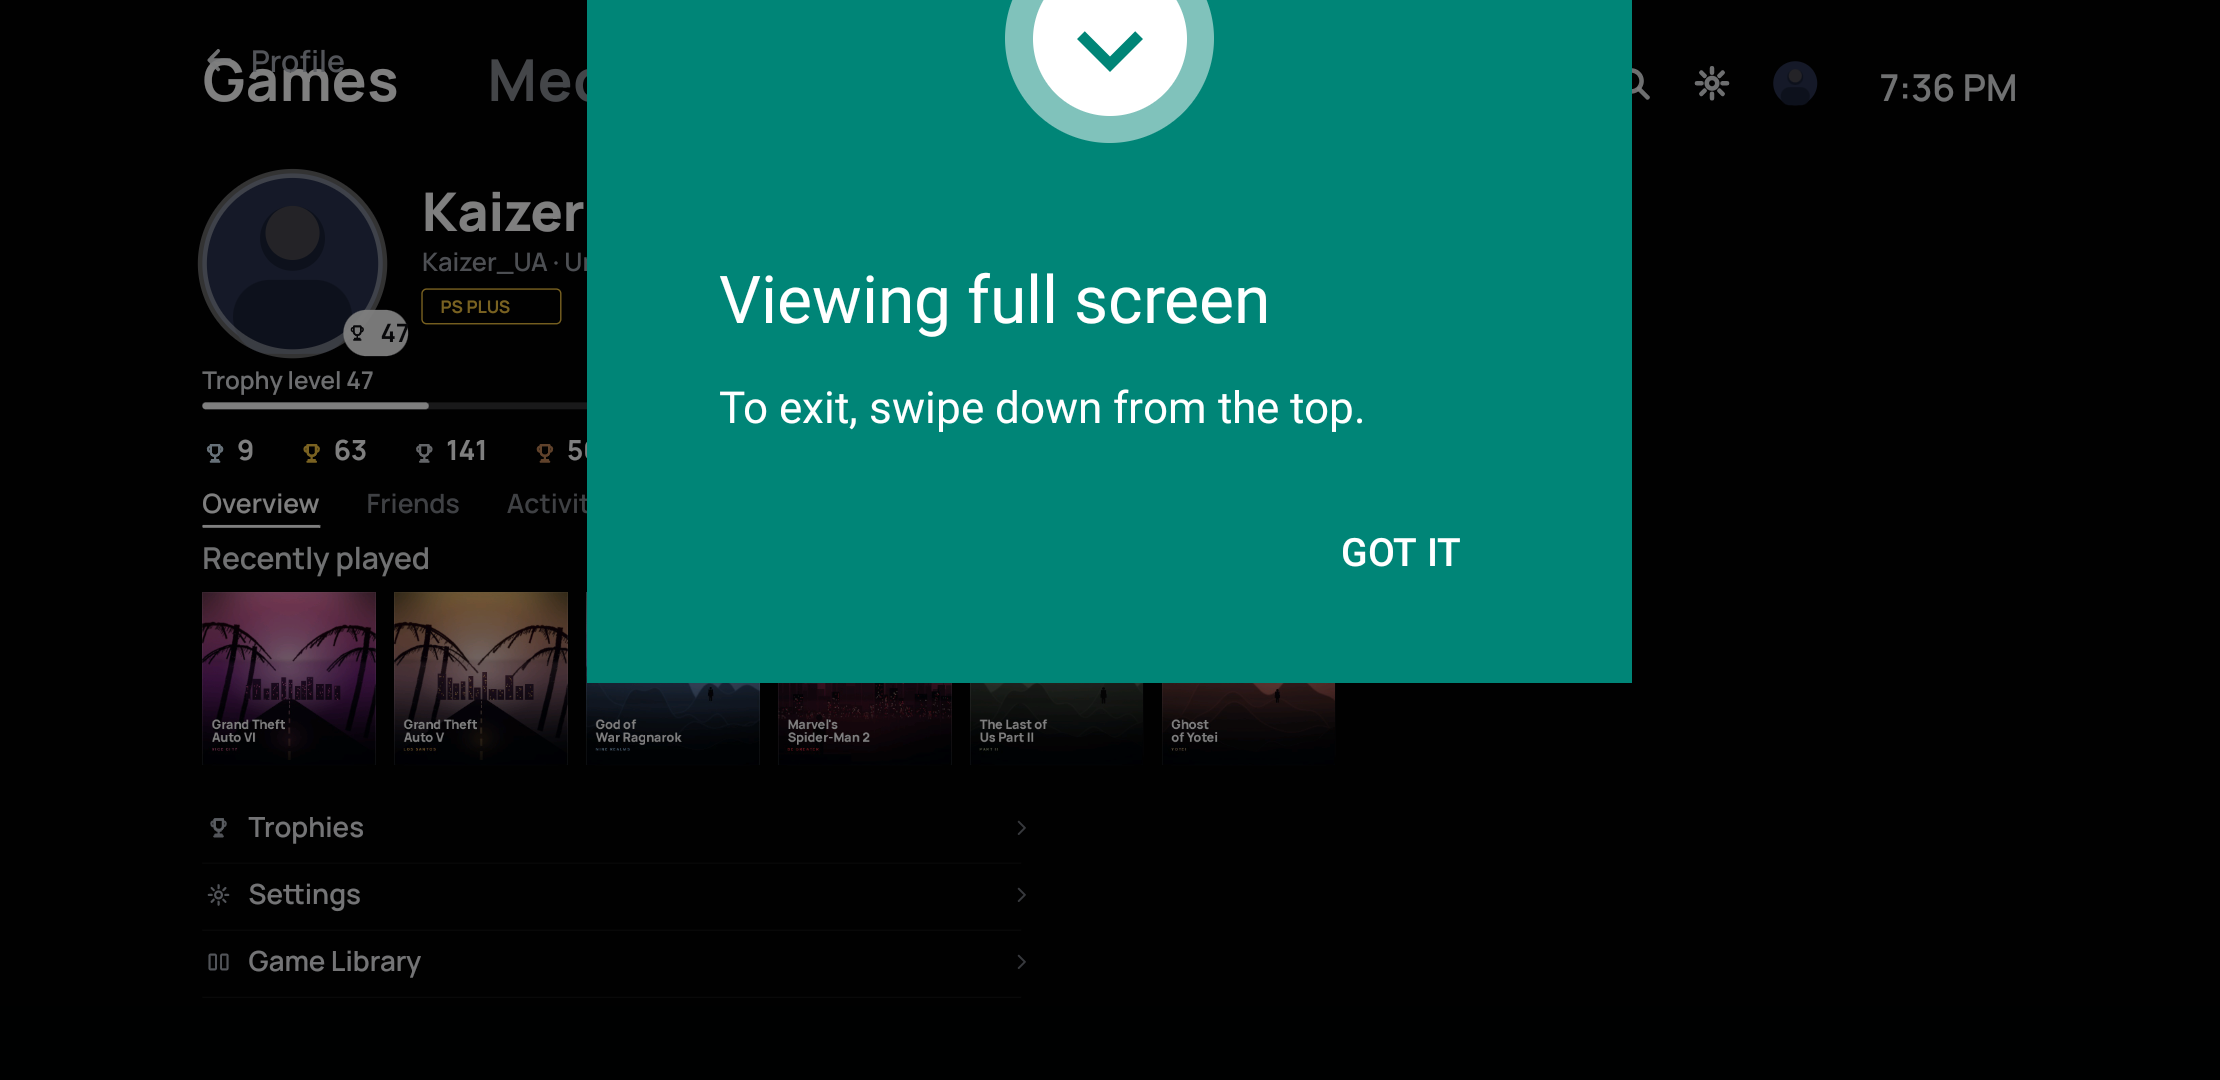 Profile
Games
7:36 PM
Kaizer
Kaizer_UA ·
PS PLUS
47
Trophy level 47
9 63 141
Overview Friends
Recently played
Viewing full screen
To exit, swipe down from the top.
GOT IT
Grand Theft
Auto VI
Grand Theft
Auto V
God of
War Ragnarok
Marvel's
Spider-Man 2
The Last of
Us Part II
PART II
Ghost
of Yotei
YOTEI
Trophies
Settings
Game Library